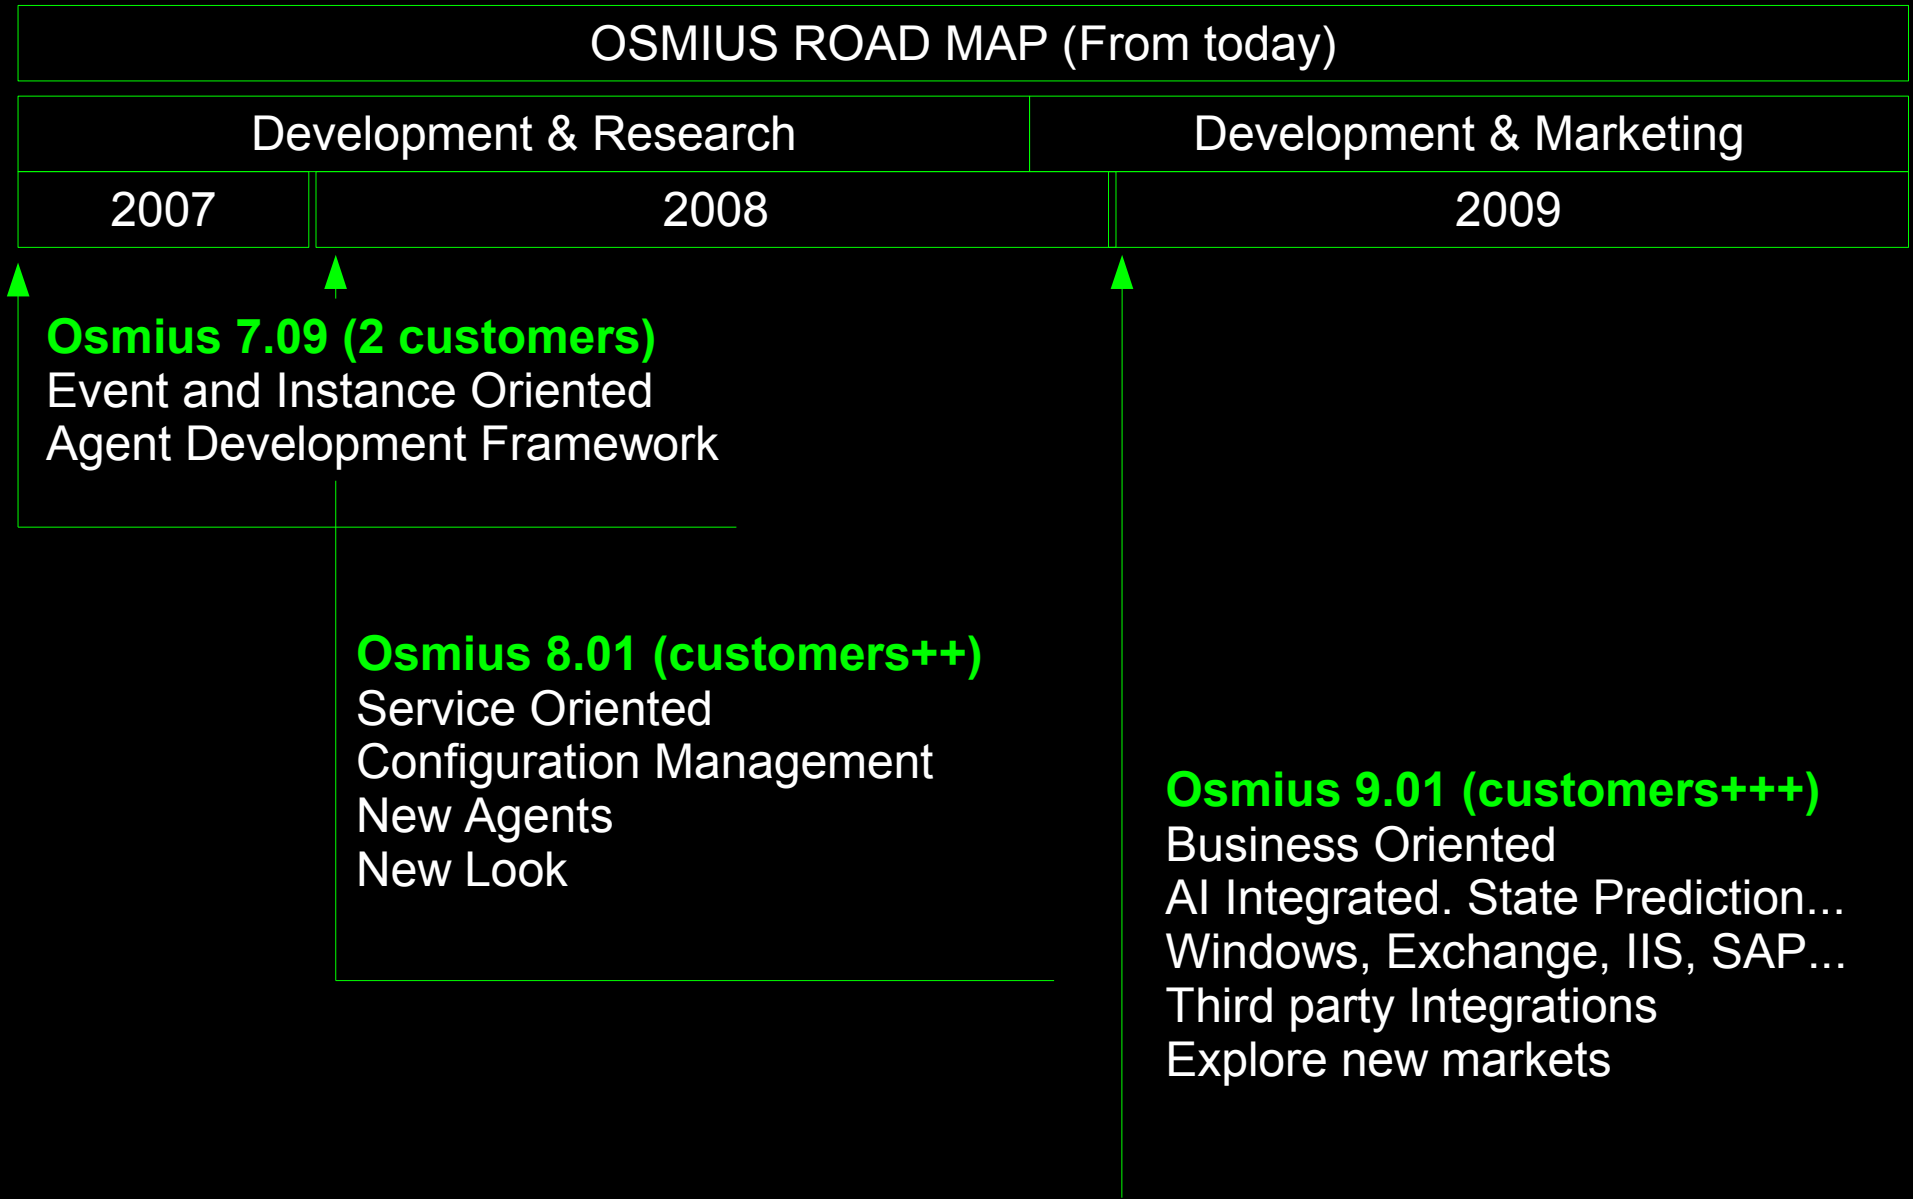 OSMIUS ROAD MAP (From today)
Development & Research
Development & Marketing
2007
2008
2009
Osmius 7.09 (2 customers)
Event and Instance Oriented
Agent Development Framework
Osmius 8.01 (customers++)
Service Oriented
Configuration Management
New Agents
New Look
Osmius 9.01 (customers+++)
Business Oriented
AI Integrated. State Prediction...
Windows, Exchange, IIS, SAP...
Third party Integrations
Explore new markets